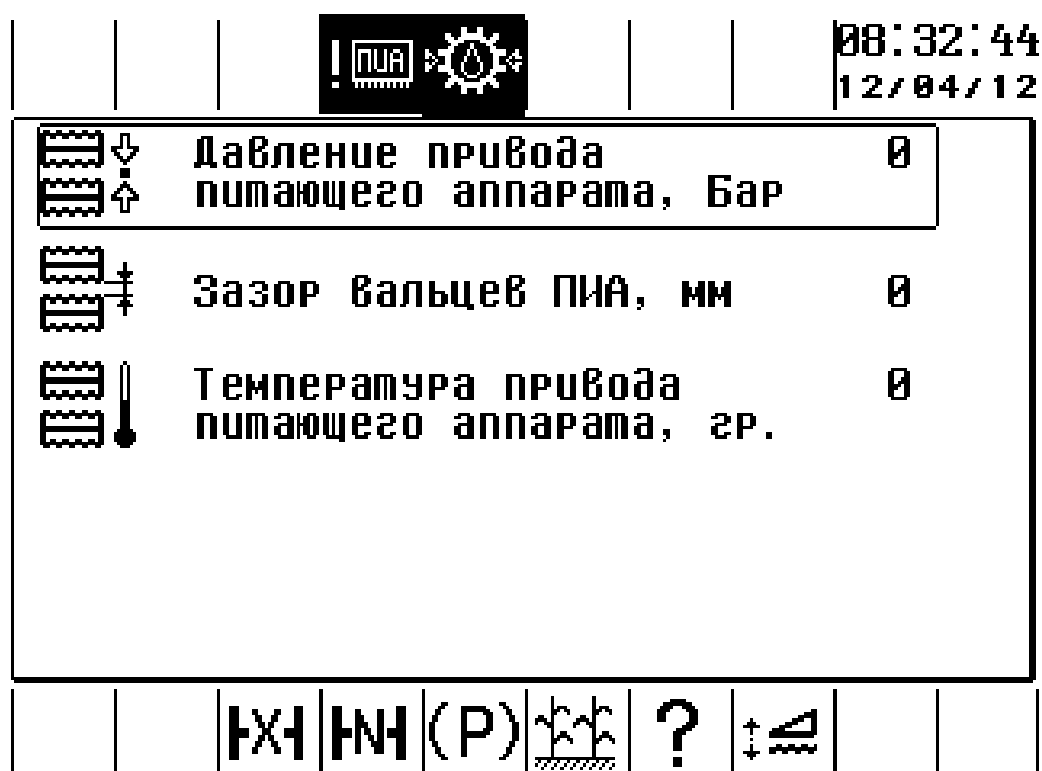 ! ПИА
08:32:44
12/04/12
Давление привода 0
питающего аппарата, Бар
Зазор вальцев ПИА, мм 0
Температура привода 0
питающего аппарата, гр.
X N (P) ?